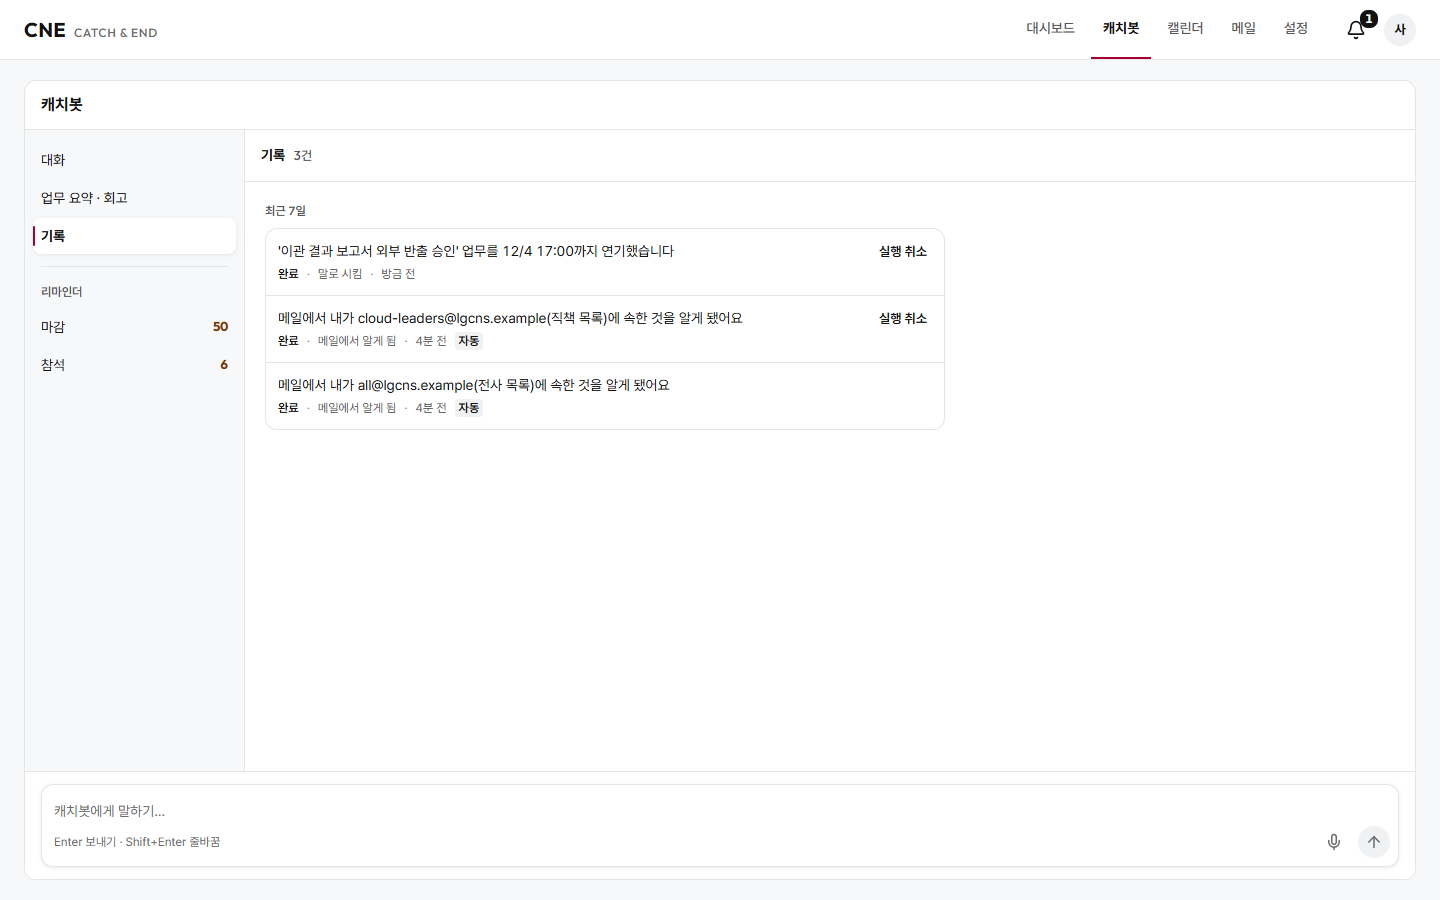 CNE CATCH & END
대시보드 캐치봇 캘린더 메일 설정 1 사
캐치봇
대화
업무 요약 · 회고
기록
리마인더
마감 50
참석 6
기록 3건
최근 7일
'이관 결과 보고서 외부 반출 승인' 업무를 12/4 17:00까지 연기했습니다 실행 취소
완료 · 말로 시킴 · 방금 전
메일에서 내가 cloud-leaders@lgcns.example(직책 목록)에 속한 것을 알게 됐어요 실행 취소
완료 · 메일에서 알게 됨 · 4분 전 자동
메일에서 내가 all@lgcns.example(전사 목록)에 속한 것을 알게 됐어요
완료 · 메일에서 알게 됨 · 4분 전 자동
캐치봇에게 말하기...
Enter 보내기 · Shift+Enter 줄바꿈